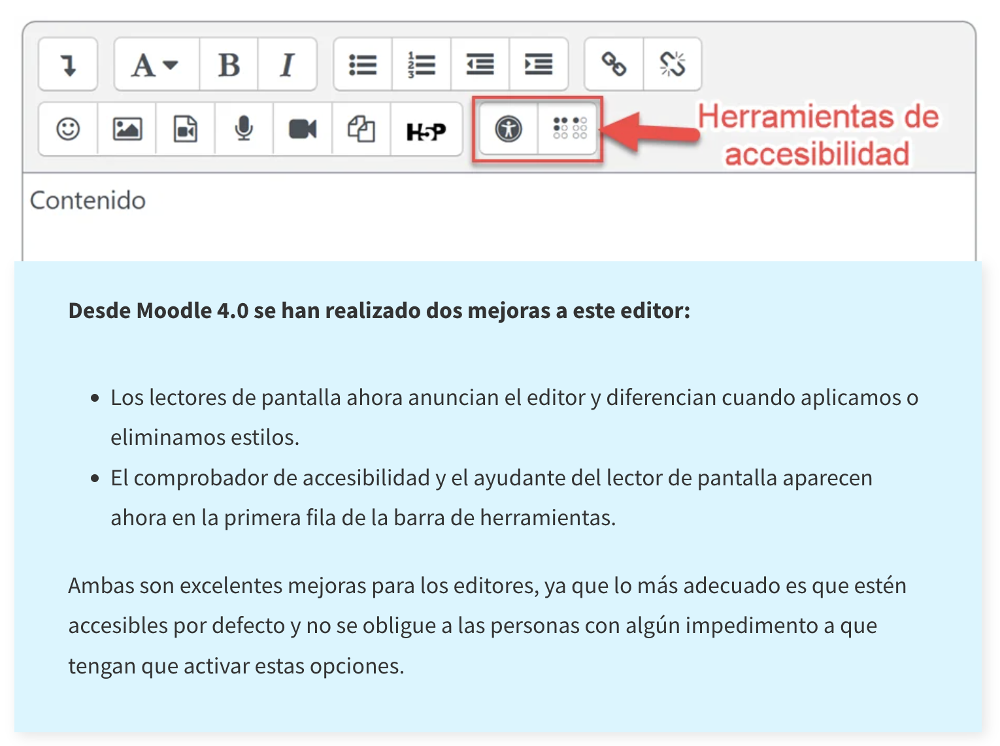 A B I
H5P
Herramientas de
accesibilidad
Contenido
Desde Moodle 4.0 se han realizado dos mejoras a este editor:
• Los lectores de pantalla ahora anuncian el editor y diferencian cuando aplicamos o
eliminamos estilos.
• El comprobador de accesibilidad y el ayudante del lector de pantalla aparecen
ahora en la primera fila de la barra de herramientas.
Ambas son excelentes mejoras para los editores, ya que lo más adecuado es que estén
accesibles por defecto y no se obligue a las personas con algún impedimento a que
tengan que activar estas opciones.